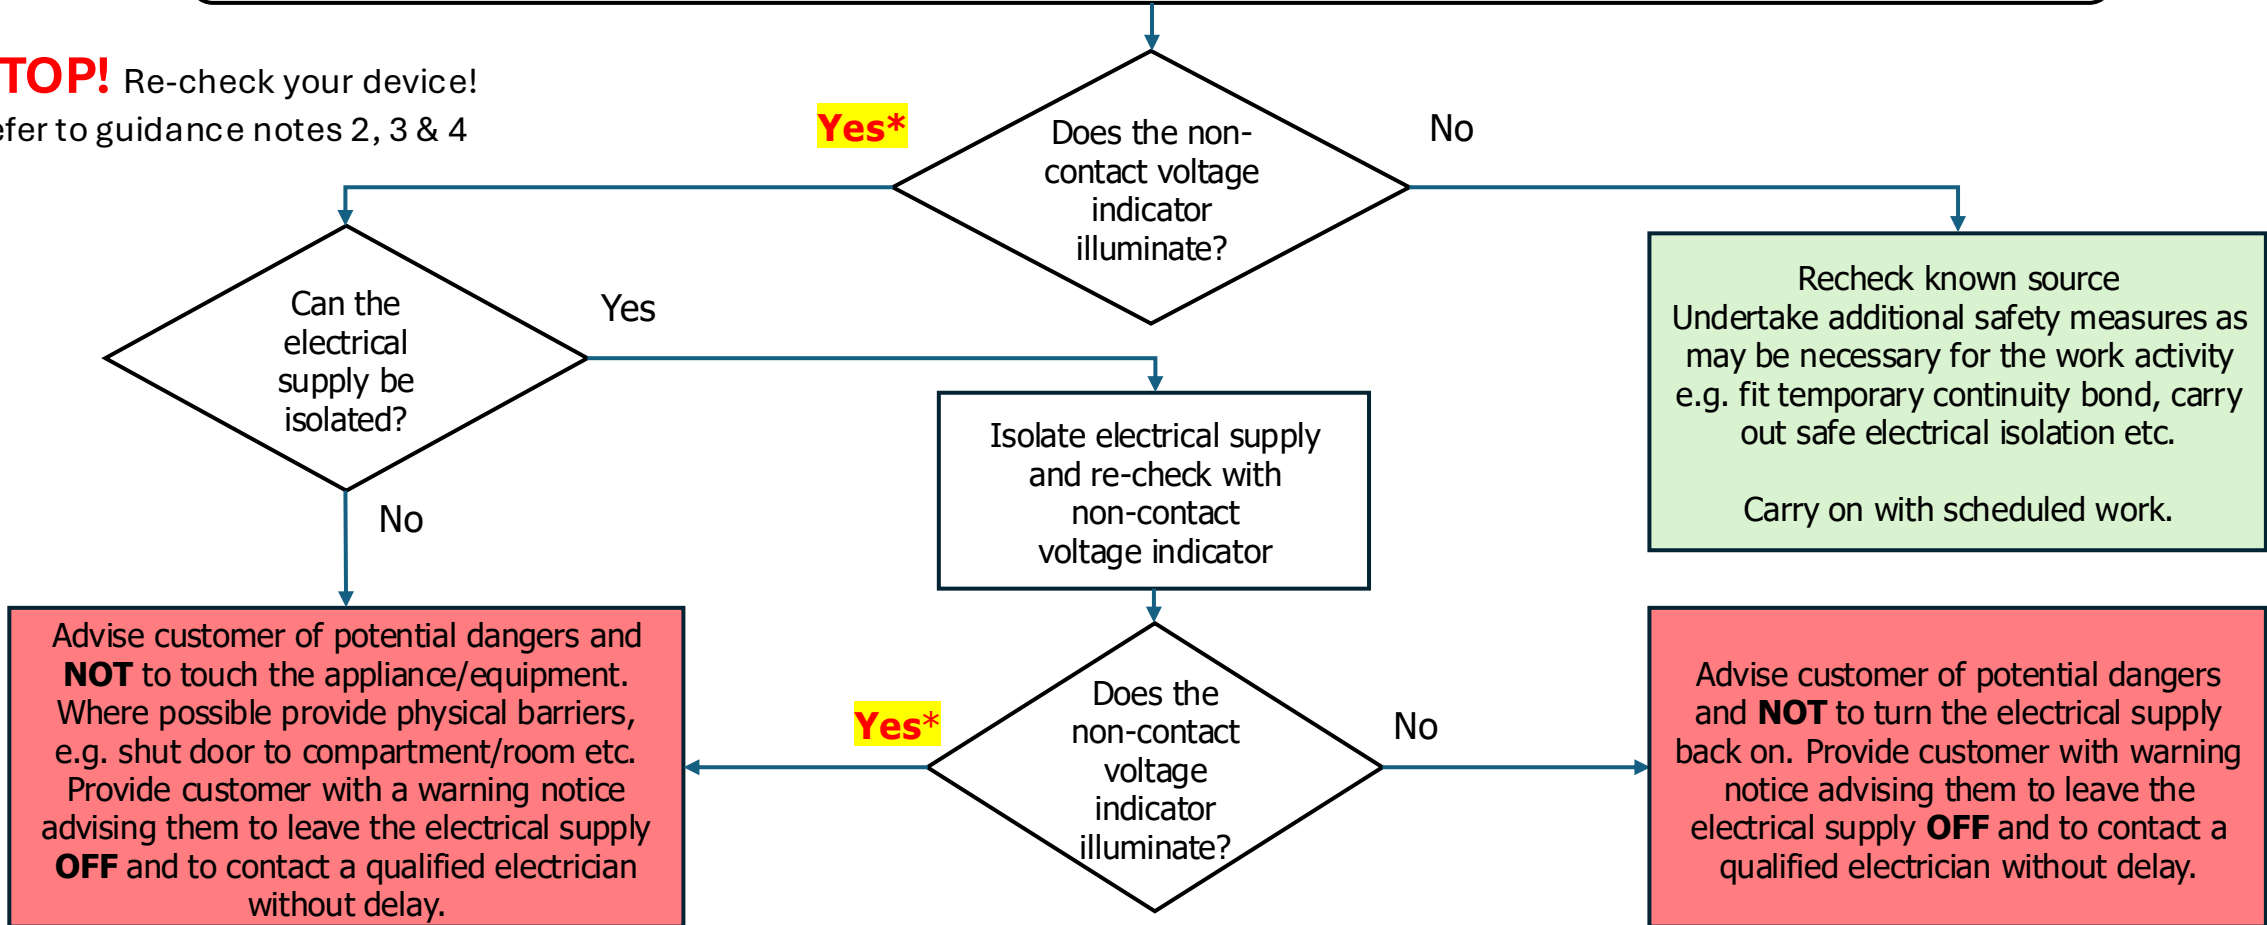 TOP! Re-check your device!
efer to guidance notes 2, 3 & 4
Yes*
Does the non-
contact voltage
indicator
illuminate?
No
Can the
electrical
supply be
isolated?
Yes
No
Recheck known source
Undertake additional safety measures as
may be necessary for the work activity
e.g. fit temporary continuity bond, carry
out safe electrical isolation etc.
Carry on with scheduled work.
Isolate electrical supply
and re-check with
non-contact
voltage indicator
Advise customer of potential dangers and
NOT to touch the appliance/equipment.
Where possible provide physical barriers,
e.g. shut door to compartment/room etc.
Provide customer with a warning notice
advising them to leave the electrical supply
OFF and to contact a qualified electrician
without delay.
Yes*
Does the
non-contact
voltage
indicator
illuminate?
No
Advise customer of potential dangers
and NOT to turn the electrical supply
back on. Provide customer with warning
notice advising them to leave the
electrical supply OFF and to contact a
qualified electrician without delay.